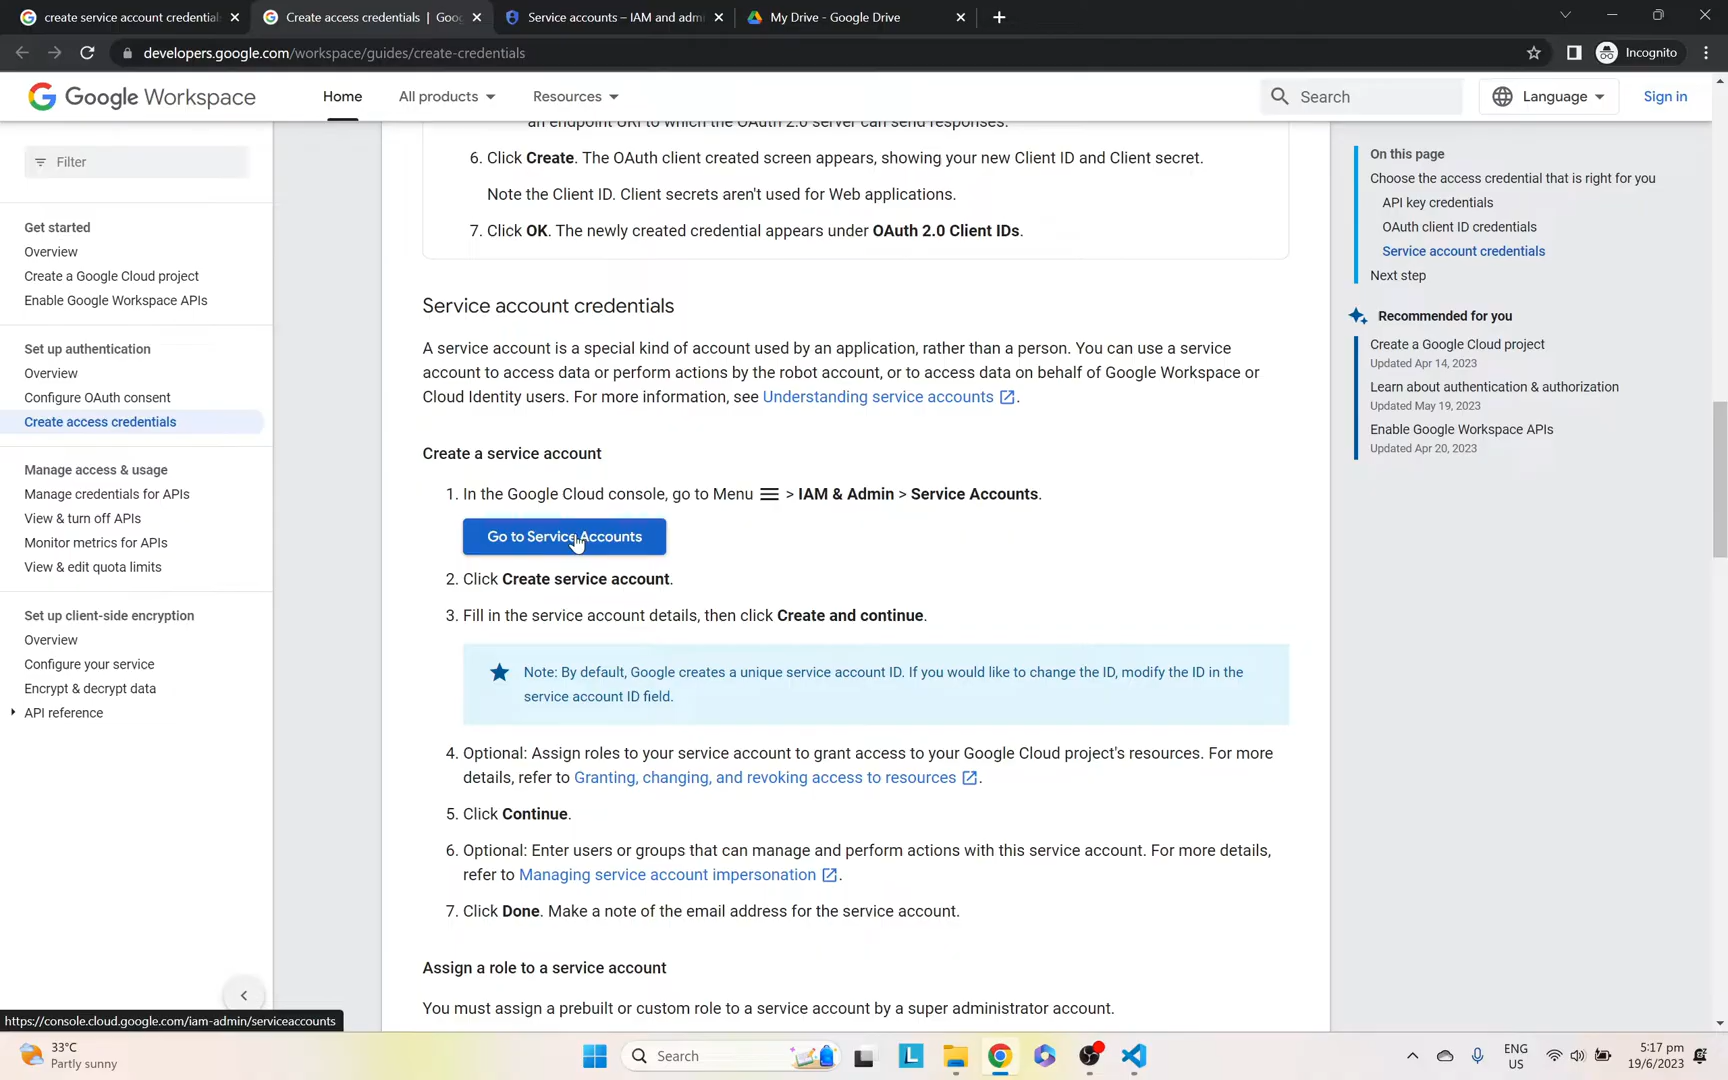 create service account credential
Create access credentials | Goog
Service accounts – IAM and admi
My Drive - Google Drive
developers.google.com/workspace/guides/create-credentials
Incognito
Google Workspace
Home
All products
Resources
Search
Language
Sign in
Filter
Get started
Overview
Create a Google Cloud project
Enable Google Workspace APIs
Set up authentication
Overview
Configure OAuth consent
Create access credentials
Manage access & usage
Manage credentials for APIs
View & turn off APIs
Monitor metrics for APIs
View & edit quota limits
Set up client-side encryption
Overview
Configure your service
Encrypt & decrypt data
API reference
an endpoint URI to which the OAuth 2.0 server can send responses.
6. Click Create. The OAuth client created screen appears, showing your new Client ID and Client secret.
Note the Client ID. Client secrets aren't used for Web applications.
7. Click OK. The newly created credential appears under OAuth 2.0 Client IDs.
Service account credentials
A service account is a special kind of account used by an application, rather than a person. You can use a service
account to access data or perform actions by the robot account, or to access data on behalf of Google Workspace or
Cloud Identity users. For more information, see Understanding service accounts.
Create a service account
1. In the Google Cloud console, go to Menu > IAM & Admin > Service Accounts.
Go to Service Accounts
2. Click Create service account.
3. Fill in the service account details, then click Create and continue.
Note: By default, Google creates a unique service account ID. If you would like to change the ID, modify the ID in the
service account ID field.
4. Optional: Assign roles to your service account to grant access to your Google Cloud project's resources. For more
details, refer to Granting, changing, and revoking access to resources.
5. Click Continue.
6. Optional: Enter users or groups that can manage and perform actions with this service account. For more details,
refer to Managing service account impersonation.
7. Click Done. Make a note of the email address for the service account.
Assign a role to a service account
You must assign a prebuilt or custom role to a service account by a super administrator account.
On this page
Choose the access credential that is right for you
API key credentials
OAuth client ID credentials
Service account credentials
Next step
Recommended for you
Create a Google Cloud project
Updated Apr 14, 2023
Learn about authentication & authorization
Updated May 19, 2023
Enable Google Workspace APIs
Updated Apr 20, 2023
https://console.cloud.google.com/iam-admin/serviceaccounts
33°C
Partly sunny
Search
L
ENG
US
5:17 pm
19/6/2023